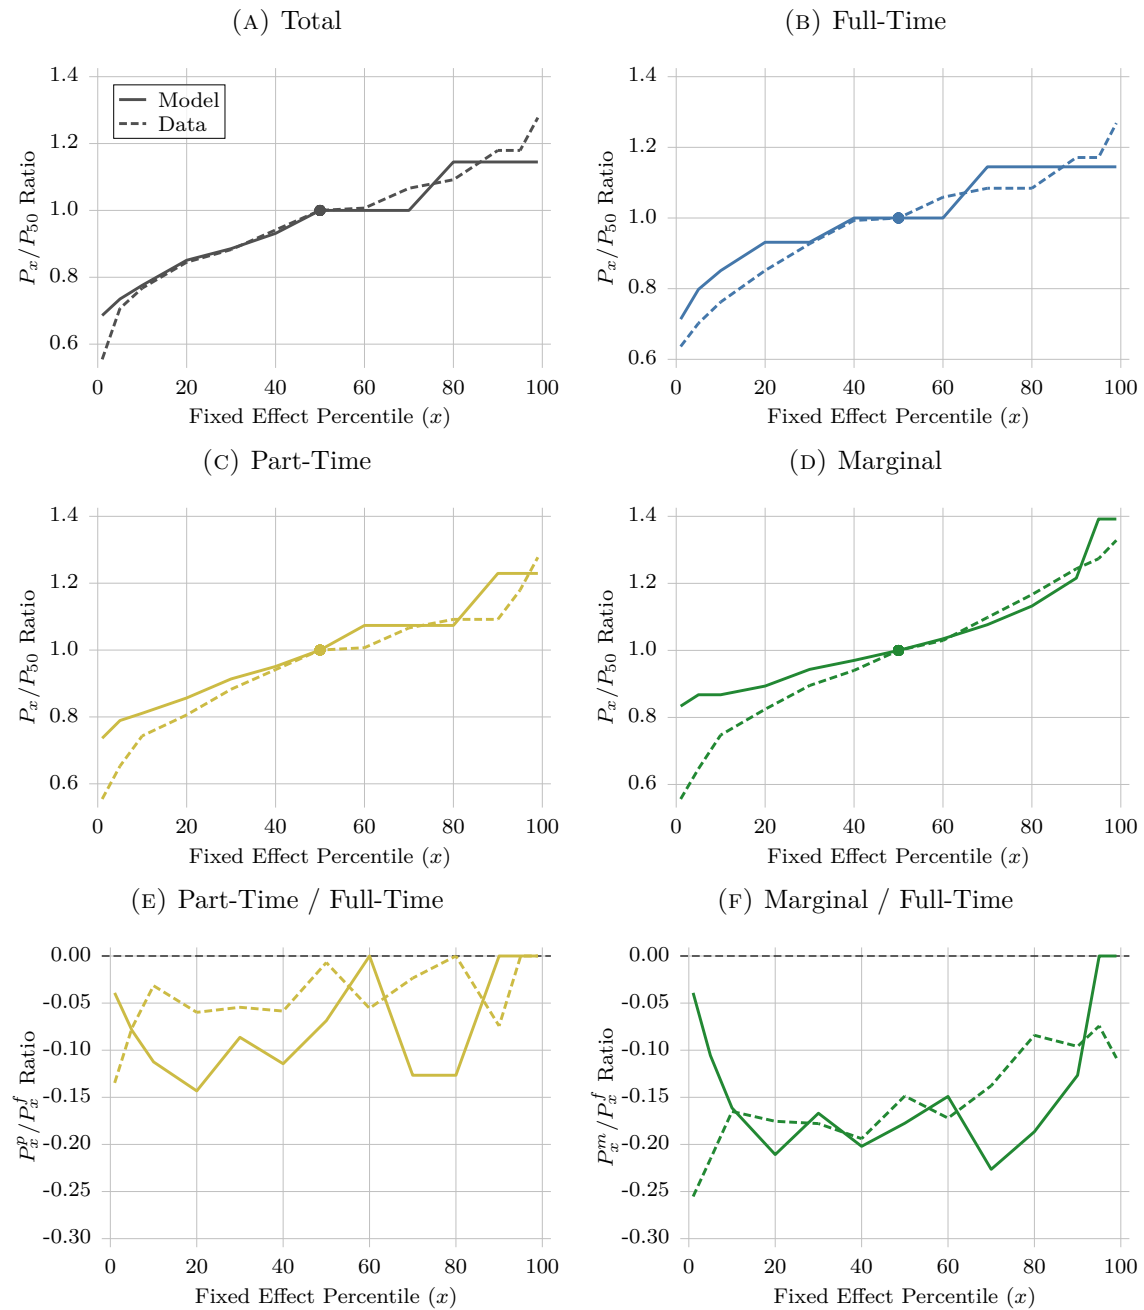 (A) Total
1.4
1.2
1.0
0.8
0.6
P_x/P_50 Ratio
Model
Data
0 20 40 60 80 100
Fixed Effect Percentile (x)
(B) Full-Time
1.4
1.2
1.0
0.8
0.6
P_x/P_50 Ratio
0 20 40 60 80 100
Fixed Effect Percentile (x)
(C) Part-Time
1.4
1.2
1.0
0.8
0.6
P_x/P_50 Ratio
0 20 40 60 80 100
Fixed Effect Percentile (x)
(D) Marginal
1.4
1.2
1.0
0.8
0.6
P_x/P_50 Ratio
0 20 40 60 80 100
Fixed Effect Percentile (x)
(E) Part-Time / Full-Time
0.00
-0.05
-0.10
-0.15
-0.20
-0.25
-0.30
P_x^p/P_x^f Ratio
0 20 40 60 80 100
Fixed Effect Percentile (x)
(F) Marginal / Full-Time
0.00
-0.05
-0.10
-0.15
-0.20
-0.25
-0.30
P_x^m/P_x^f Ratio
0 20 40 60 80 100
Fixed Effect Percentile (x)